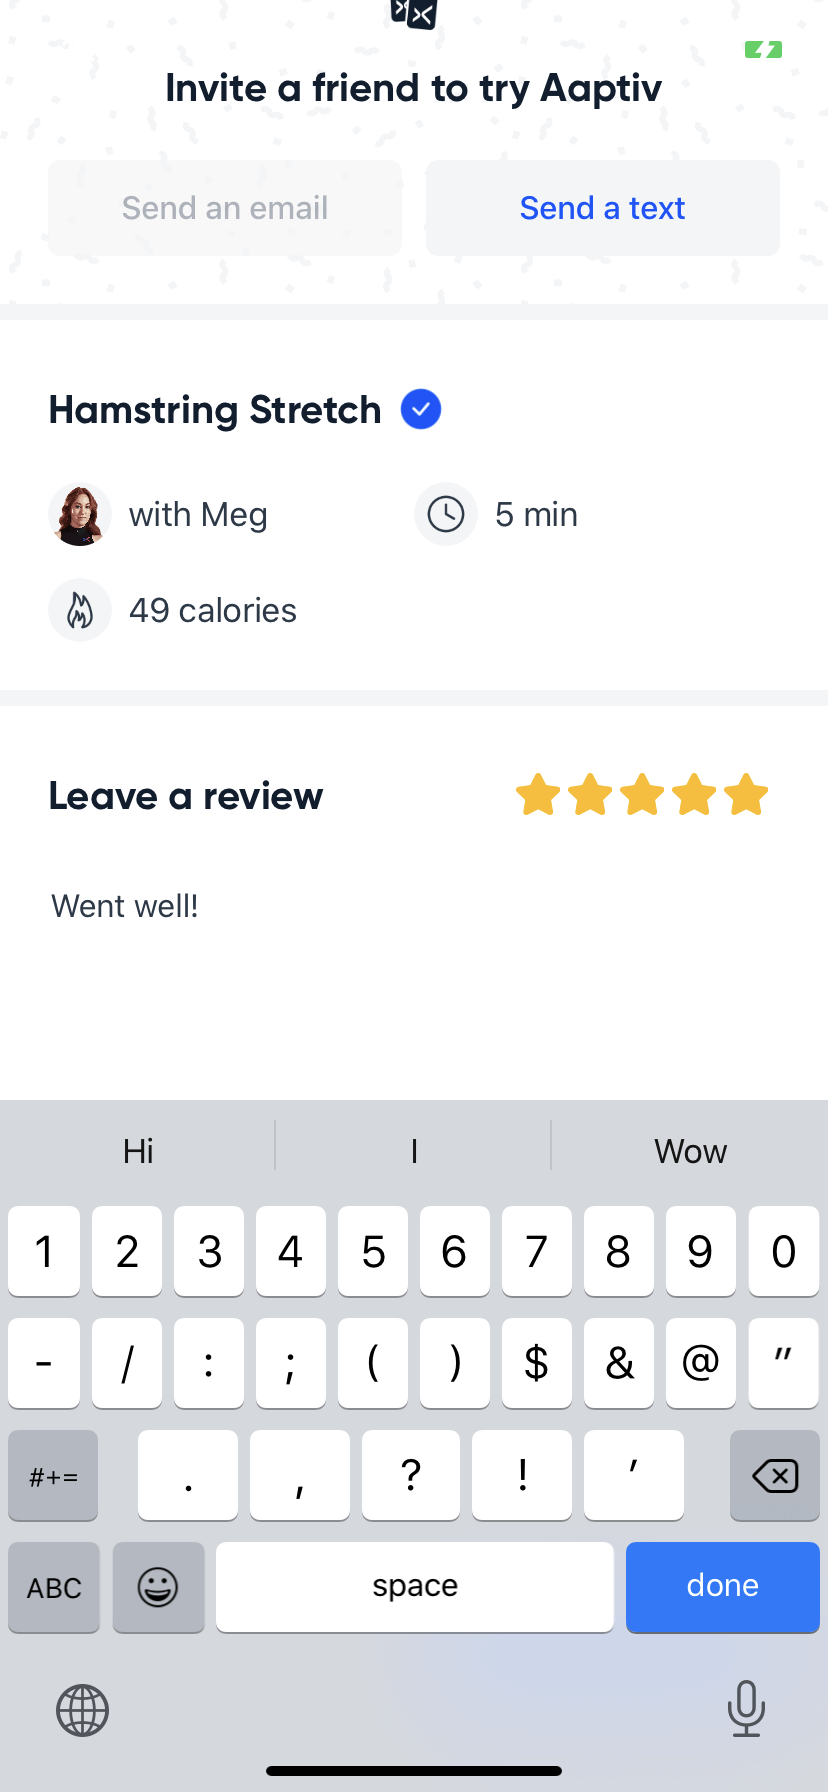 Invite a friend to try Aaptiv
Send an email
Send a text
Hamstring Stretch
with Meg
5 min
49 calories
Leave a review
Went well!
Hi
I
Wow
1 2 3 4 5 6 7 8 9 0
- / : ; ( ) $ & @ "
#+= . , ? ! '
ABC
space
done